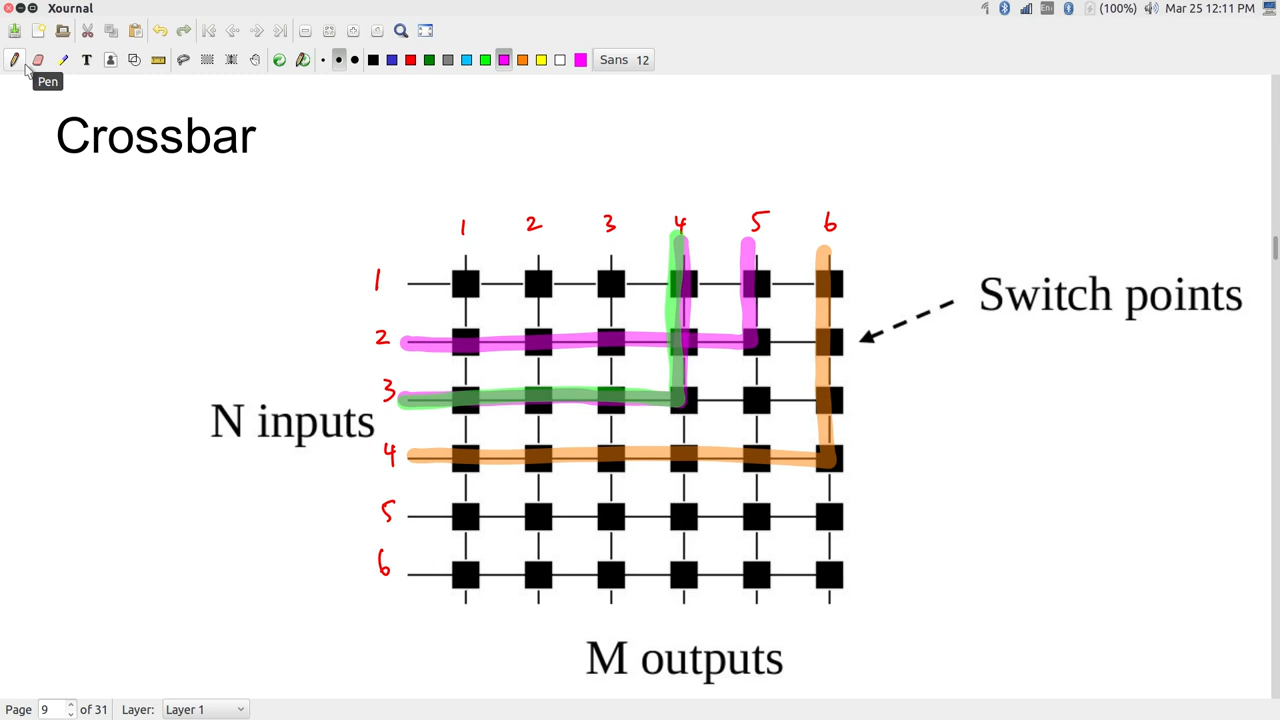 Xournal
En
(100%)
Mar 25 12:11 PM
T
Sans 12
Pen
Crossbar
1 2 3 4 5 6
1
Switch points
2
3
N inputs
4
5
6
M outputs
Page 9 of 31 Layer: Layer 1